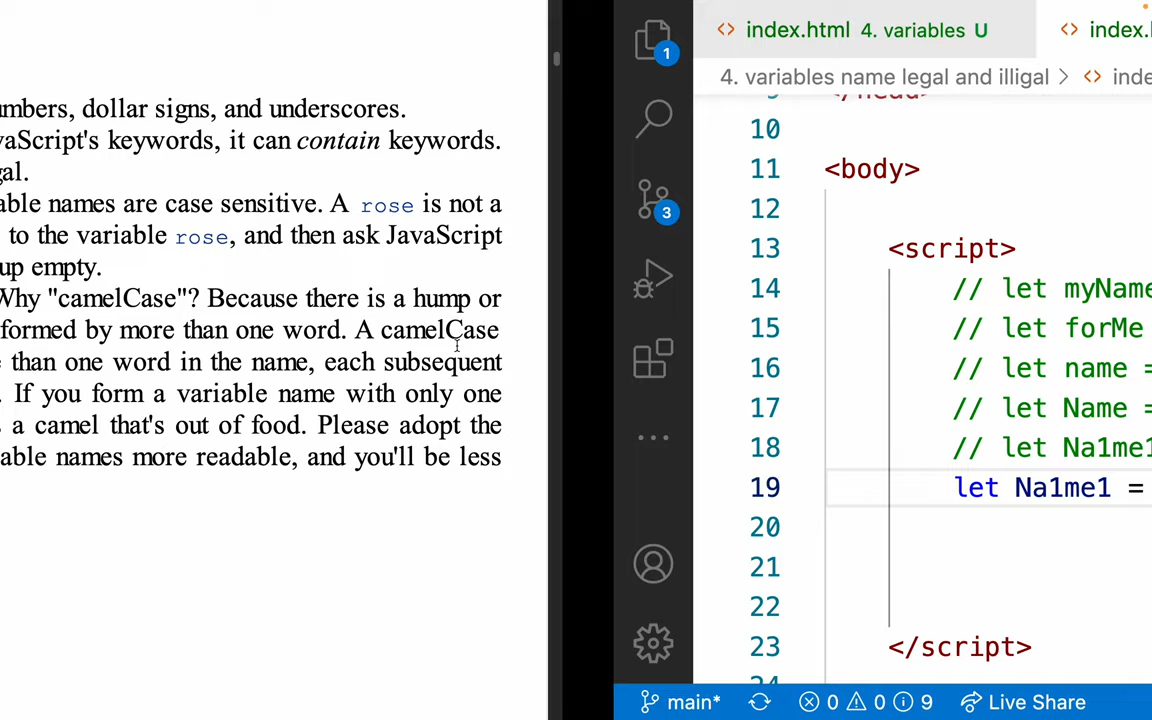 umbers, dollar signs, and underscores.
vaScript's keywords, it can contain keywords.
gal.
able names are case sensitive. A rose is not a
to the variable rose, and then ask JavaScript
up empty.
Why "camelCase"? Because there is a hump or
formed by more than one word. A camelCase
e than one word in the name, each subsequent
. If you form a variable name with only one
a camel that's out of food. Please adopt the
able names more readable, and you'll be less
1
3
index.html 4. variables U
index.
4. variables name legal and illigal > <> inde
10
11 <body>
12
13 <script>
14 // let myName
15 // let forMe
16 // let name =
17 // let Name =
18 // let Na1me1
19 let Na1me1 =
20
21
22
23 </script>
main* 0 0 9 Live Share